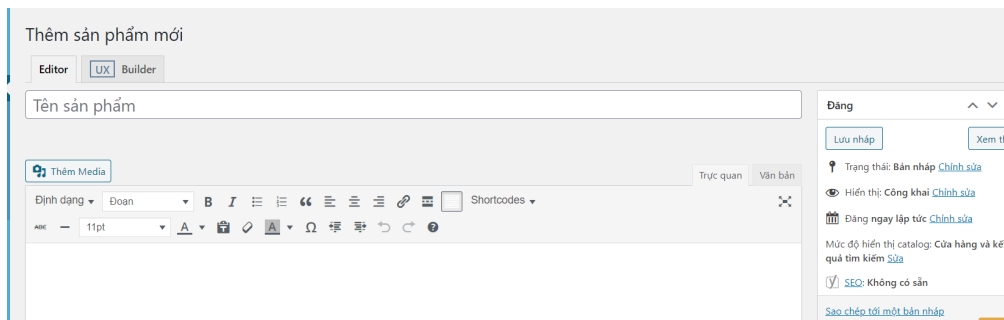 Thêm sản phẩm mới
Editor UX Builder
Tên sản phẩm
Đăng
Lưu nháp Xem th
Thêm Media Trực quan Văn bản
Trạng thái: Bán nháp Chỉnh sửa
Định dạng Đoạn B I Shortcodes
Hiển thị: Công khai Chỉnh sửa
ABC 11pt A A Ω
Đăng ngay lập tức Chỉnh sửa
Mức độ hiển thị catalog: Cửa hàng và kế
quả tìm kiếm Sửa
SEO: Không có sẵn
Sao chép tới một bản nháp